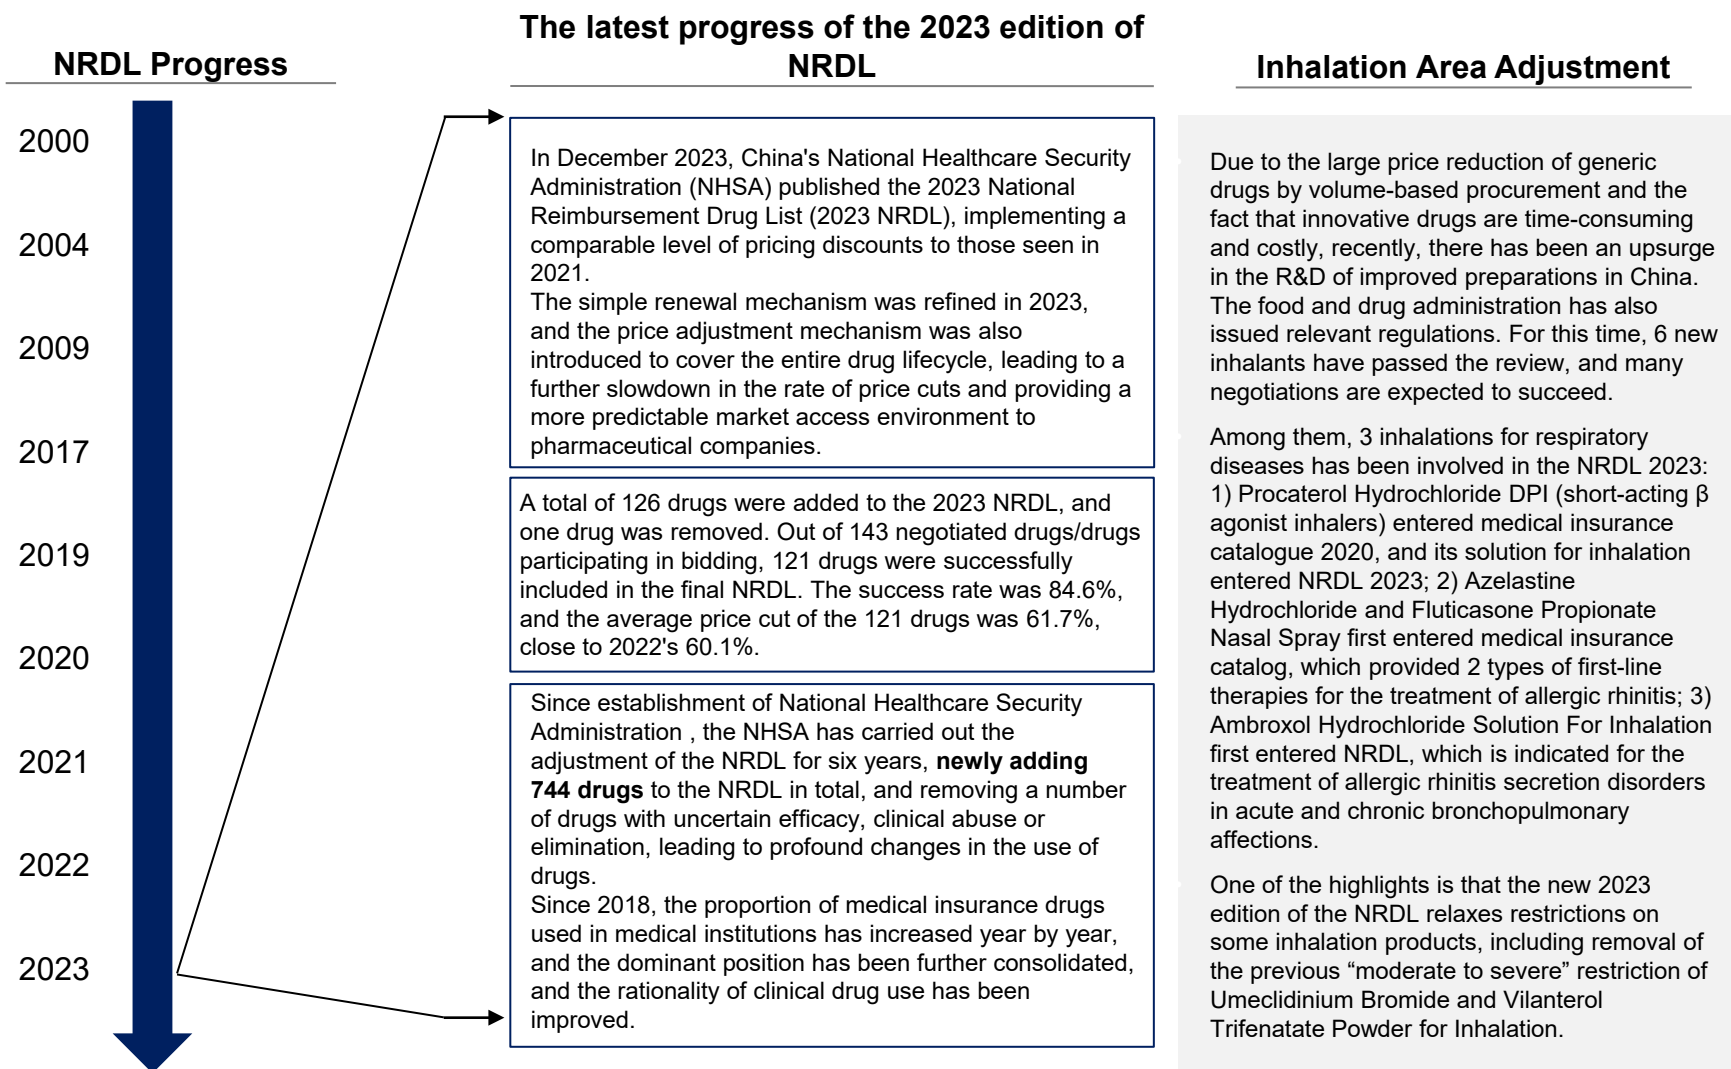 NRDL Progress
2000
2004
2009
2017
2019
2020
2021
2022
2023
The latest progress of the 2023 edition of
NRDL
In December 2023, China's National Healthcare Security
Administration (NHSA) published the 2023 National
Reimbursement Drug List (2023 NRDL), implementing a
comparable level of pricing discounts to those seen in
2021.
The simple renewal mechanism was refined in 2023,
and the price adjustment mechanism was also
introduced to cover the entire drug lifecycle, leading to a
further slowdown in the rate of price cuts and providing a
more predictable market access environment to
pharmaceutical companies.
A total of 126 drugs were added to the 2023 NRDL, and
one drug was removed. Out of 143 negotiated drugs/drugs
participating in bidding, 121 drugs were successfully
included in the final NRDL. The success rate was 84.6%,
and the average price cut of the 121 drugs was 61.7%,
close to 2022's 60.1%.
Since establishment of National Healthcare Security
Administration , the NHSA has carried out the
adjustment of the NRDL for six years, newly adding
744 drugs to the NRDL in total, and removing a number
of drugs with uncertain efficacy, clinical abuse or
elimination, leading to profound changes in the use of
drugs.
Since 2018, the proportion of medical insurance drugs
used in medical institutions has increased year by year,
and the dominant position has been further consolidated,
and the rationality of clinical drug use has been
improved.
Inhalation Area Adjustment
Due to the large price reduction of generic
drugs by volume-based procurement and the
fact that innovative drugs are time-consuming
and costly, recently, there has been an upsurge
in the R&D of improved preparations in China.
The food and drug administration has also
issued relevant regulations. For this time, 6 new
inhalants have passed the review, and many
negotiations are expected to succeed.
Among them, 3 inhalations for respiratory
diseases has been involved in the NRDL 2023:
1) Procaterol Hydrochloride DPI (short-acting β
agonist inhalers) entered medical insurance
catalogue 2020, and its solution for inhalation
entered NRDL 2023; 2) Azelastine
Hydrochloride and Fluticasone Propionate
Nasal Spray first entered medical insurance
catalog, which provided 2 types of first-line
therapies for the treatment of allergic rhinitis; 3)
Ambroxol Hydrochloride Solution For Inhalation
first entered NRDL, which is indicated for the
treatment of allergic rhinitis secretion disorders
in acute and chronic bronchopulmonary
affections.
One of the highlights is that the new 2023
edition of the NRDL relaxes restrictions on
some inhalation products, including removal of
the previous “moderate to severe” restriction of
Umeclidinium Bromide and Vilanterol
Trifenatate Powder for Inhalation.